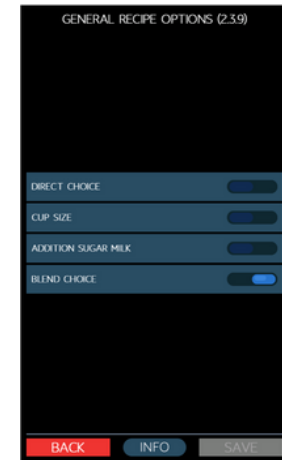 GENERAL RECIPE OPTIONS (2.3.9)
DIRECT CHOICE
CUP SIZE
ADDITION SUGAR MILK
BLEND CHOICE
BACK INFO SAVE